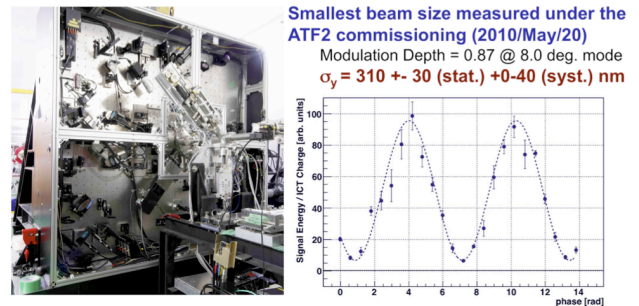 Smallest beam size measured under the
ATF2 commissioning (2010/May/20)
Modulation Depth = 0.87 @ 8.0 deg. mode
σy = 310 +- 30 (stat.) +0-40 (syst.) nm
Signal Energy / ICT Charge [arb. units]
100
80
60
40
20
0
0 2 4 6 8 10 12 14
phase [rad]